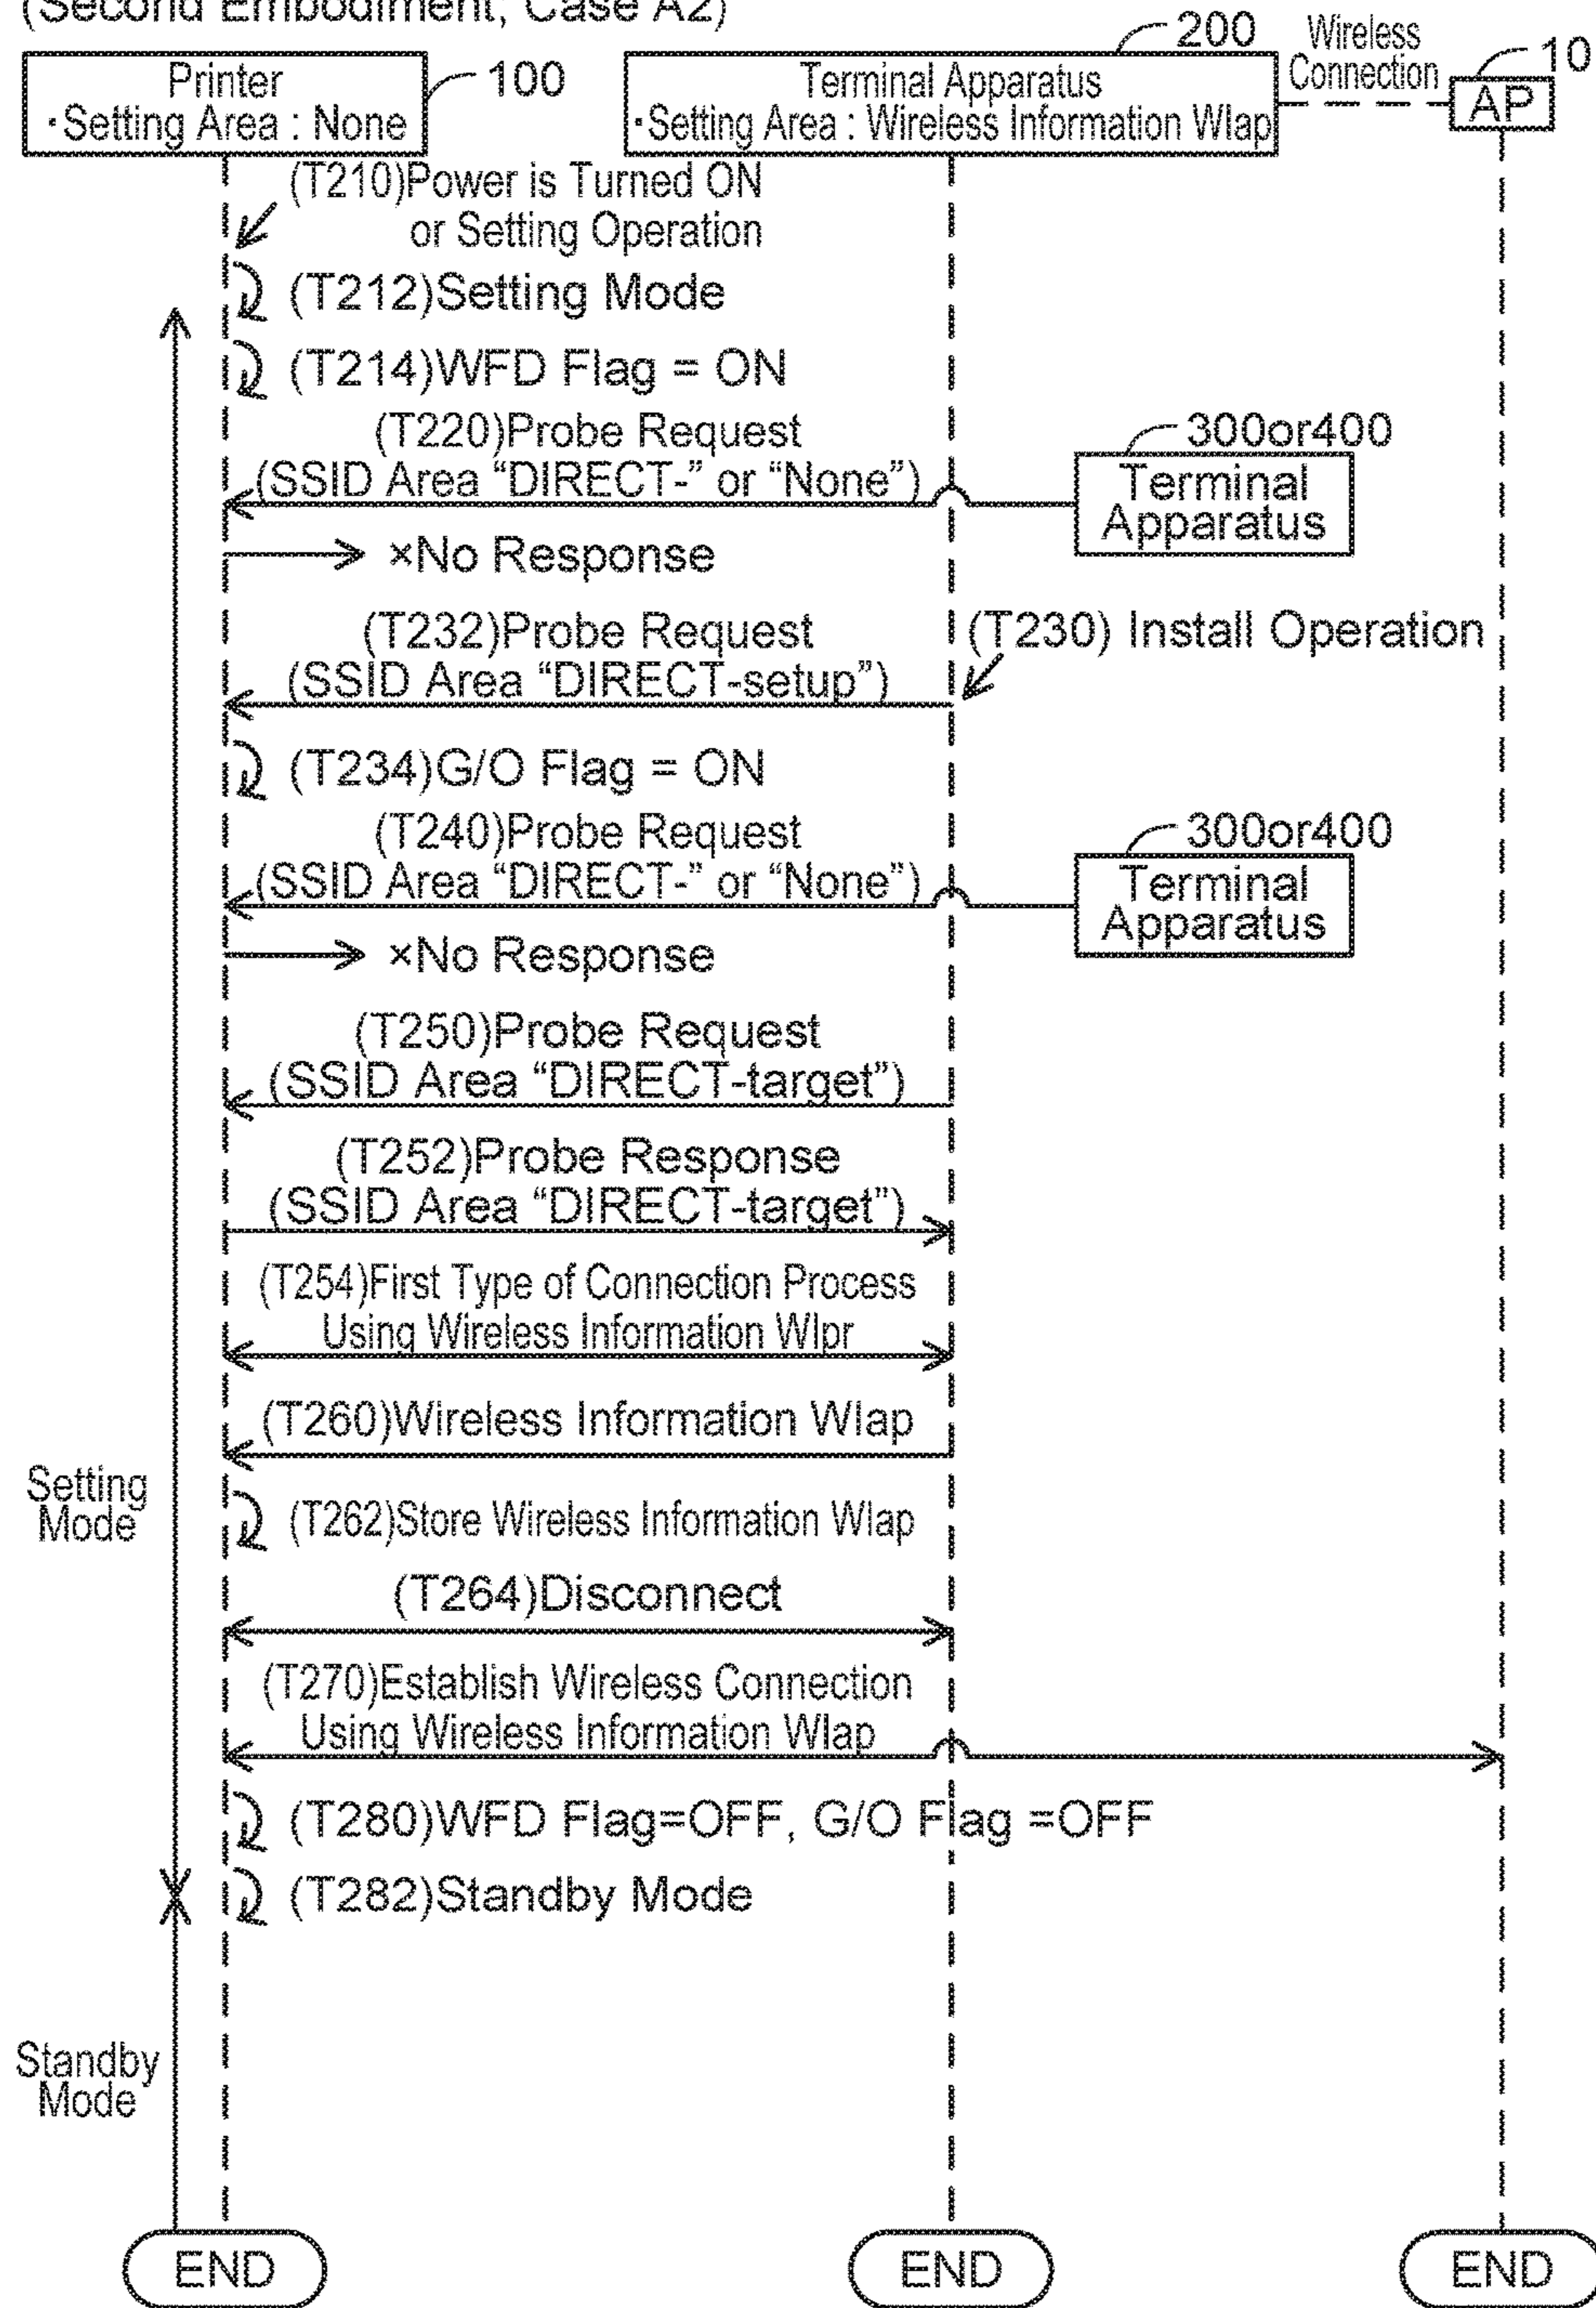 (Second Embodiment; Case A2)
200
Wireless
Connection
10
Printer
·Setting Area : None
100
Terminal Apparatus
·Setting Area : Wireless Information WIap
AP
(T210)Power is Turned ON
or Setting Operation
(T212)Setting Mode
(T214)WFD Flag = ON
(T220)Probe Request
(SSID Area “DIRECT-” or “None”)
300or400
Terminal
Apparatus
×No Response
(T232)Probe Request
(SSID Area “DIRECT-setup”)
(T230) Install Operation
(T234)G/O Flag = ON
(T240)Probe Request
(SSID Area “DIRECT-” or “None”)
300or400
Terminal
Apparatus
×No Response
(T250)Probe Request
(SSID Area “DIRECT-target”)
(T252)Probe Response
(SSID Area “DIRECT-target”)
(T254)First Type of Connection Process
Using Wireless Information WIpr
(T260)Wireless Information WIap
Setting
Mode
(T262)Store Wireless Information WIap
(T264)Disconnect
(T270)Establish Wireless Connection
Using Wireless Information WIap
(T280)WFD Flag=OFF, G/O Flag =OFF
(T282)Standby Mode
Standby
Mode
END
END
END